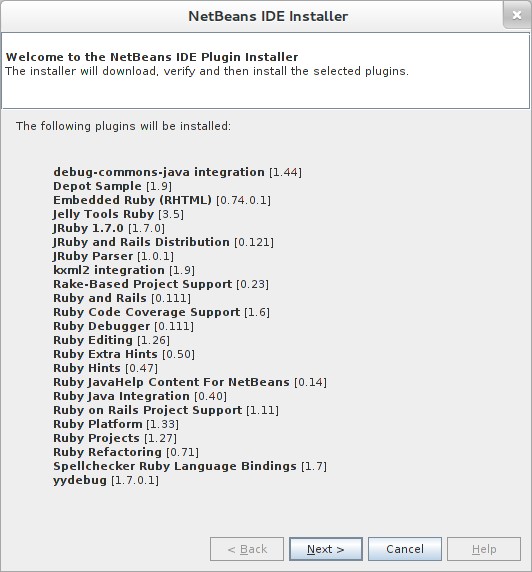 NetBeans IDE Installer
Welcome to the NetBeans IDE Plugin Installer
The installer will download, verify and then install the selected plugins.
The following plugins will be installed:
debug-commons-java integration [1.44]
Depot Sample [1.9]
Embedded Ruby (RHTML) [0.74.0.1]
Jelly Tools Ruby [3.5]
JRuby 1.7.0 [1.7.0]
JRuby and Rails Distribution [0.121]
JRuby Parser [1.0.1]
kxml2 integration [1.9]
Rake-Based Project Support [0.23]
Ruby and Rails [0.111]
Ruby Code Coverage Support [1.6]
Ruby Debugger [0.111]
Ruby Editing [1.26]
Ruby Extra Hints [0.50]
Ruby Hints [0.47]
Ruby JavaHelp Content For NetBeans [0.14]
Ruby Java Integration [0.40]
Ruby on Rails Project Support [1.11]
Ruby Platform [1.33]
Ruby Projects [1.27]
Ruby Refactoring [0.71]
Spellchecker Ruby Language Bindings [1.7]
yydebug [1.7.0.1]
< Back Next > Cancel Help